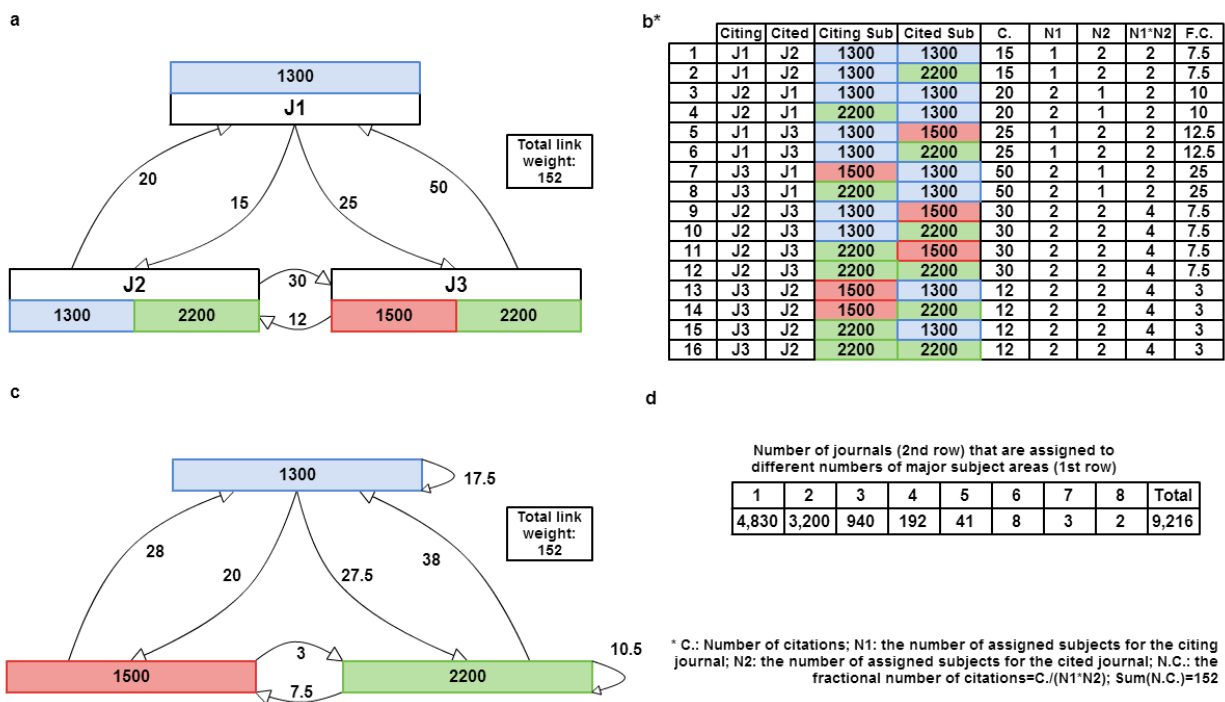 a
1300
J1
Total link
weight:
152
20
15
25
50
J2
1300 2200
30
12
J3
1500 2200
b*
Citing Cited Citing Sub Cited Sub C. N1 N2 N1*N2 F.C.
1 J1 J2 1300 1300 15 1 2 2 7.5
2 J1 J2 1300 2200 15 1 2 2 7.5
3 J2 J1 1300 1300 20 2 1 2 10
4 J2 J1 2200 1300 20 2 1 2 10
5 J1 J3 1300 1500 25 1 2 2 12.5
6 J1 J3 1300 2200 25 1 2 2 12.5
7 J3 J1 1500 1300 50 2 1 2 25
8 J3 J1 2200 1300 50 2 1 2 25
9 J2 J3 1300 1500 30 2 2 4 7.5
10 J2 J3 1300 2200 30 2 2 4 7.5
11 J2 J3 2200 1500 30 2 2 4 7.5
12 J2 J3 2200 2200 30 2 2 4 7.5
13 J3 J2 1500 1300 12 2 2 4 3
14 J3 J2 1500 2200 12 2 2 4 3
15 J3 J2 2200 1300 12 2 2 4 3
16 J3 J2 2200 2200 12 2 2 4 3
c
1300
17.5
Total link
weight:
152
28
20
27.5
38
1500
3
7.5
2200
10.5
d
Number of journals (2nd row) that are assigned to
different numbers of major subject areas (1st row)
1 2 3 4 5 6 7 8 Total
4,830 3,200 940 192 41 8 3 2 9,216
* C.: Number of citations; N1: the number of assigned subjects for the citing
journal; N2: the number of assigned subjects for the cited journal; N.C.: the
fractional number of citations=C./(N1*N2); Sum(N.C.)=152